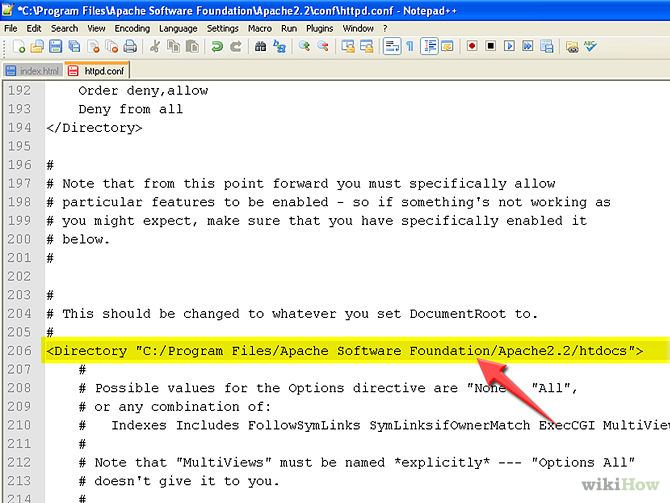 *C:\Program Files\Apache Software Foundation\Apache2.2\conf\httpd.conf - Notepad++
File Edit Search View Encoding Language Settings Macro Run Plugins Window ?
index.html httpd.conf
192 Order deny,allow
193 Deny from all
194 </Directory>
195
196 #
197 # Note that from this point forward you must specifically allow
198 # particular features to be enabled - so if something's not working as
199 # you might expect, make sure that you have specifically enabled it
200 # below.
201 #
202
203 #
204 # This should be changed to whatever you set DocumentRoot to.
205 #
206 <Directory "C:/Program Files/Apache Software Foundation/Apache2.2/htdocs">
207 #
208 # Possible values for the Options directive are "None "All",
209 # or any combination of:
210 # Indexes Includes FollowSymLinks SymLinksifOwnerMatch ExecCGI MultiView
211 #
212 # Note that "MultiViews" must be named *explicitly* --- "Options All"
213 # doesn't give it to you.
214 #
wikiHow